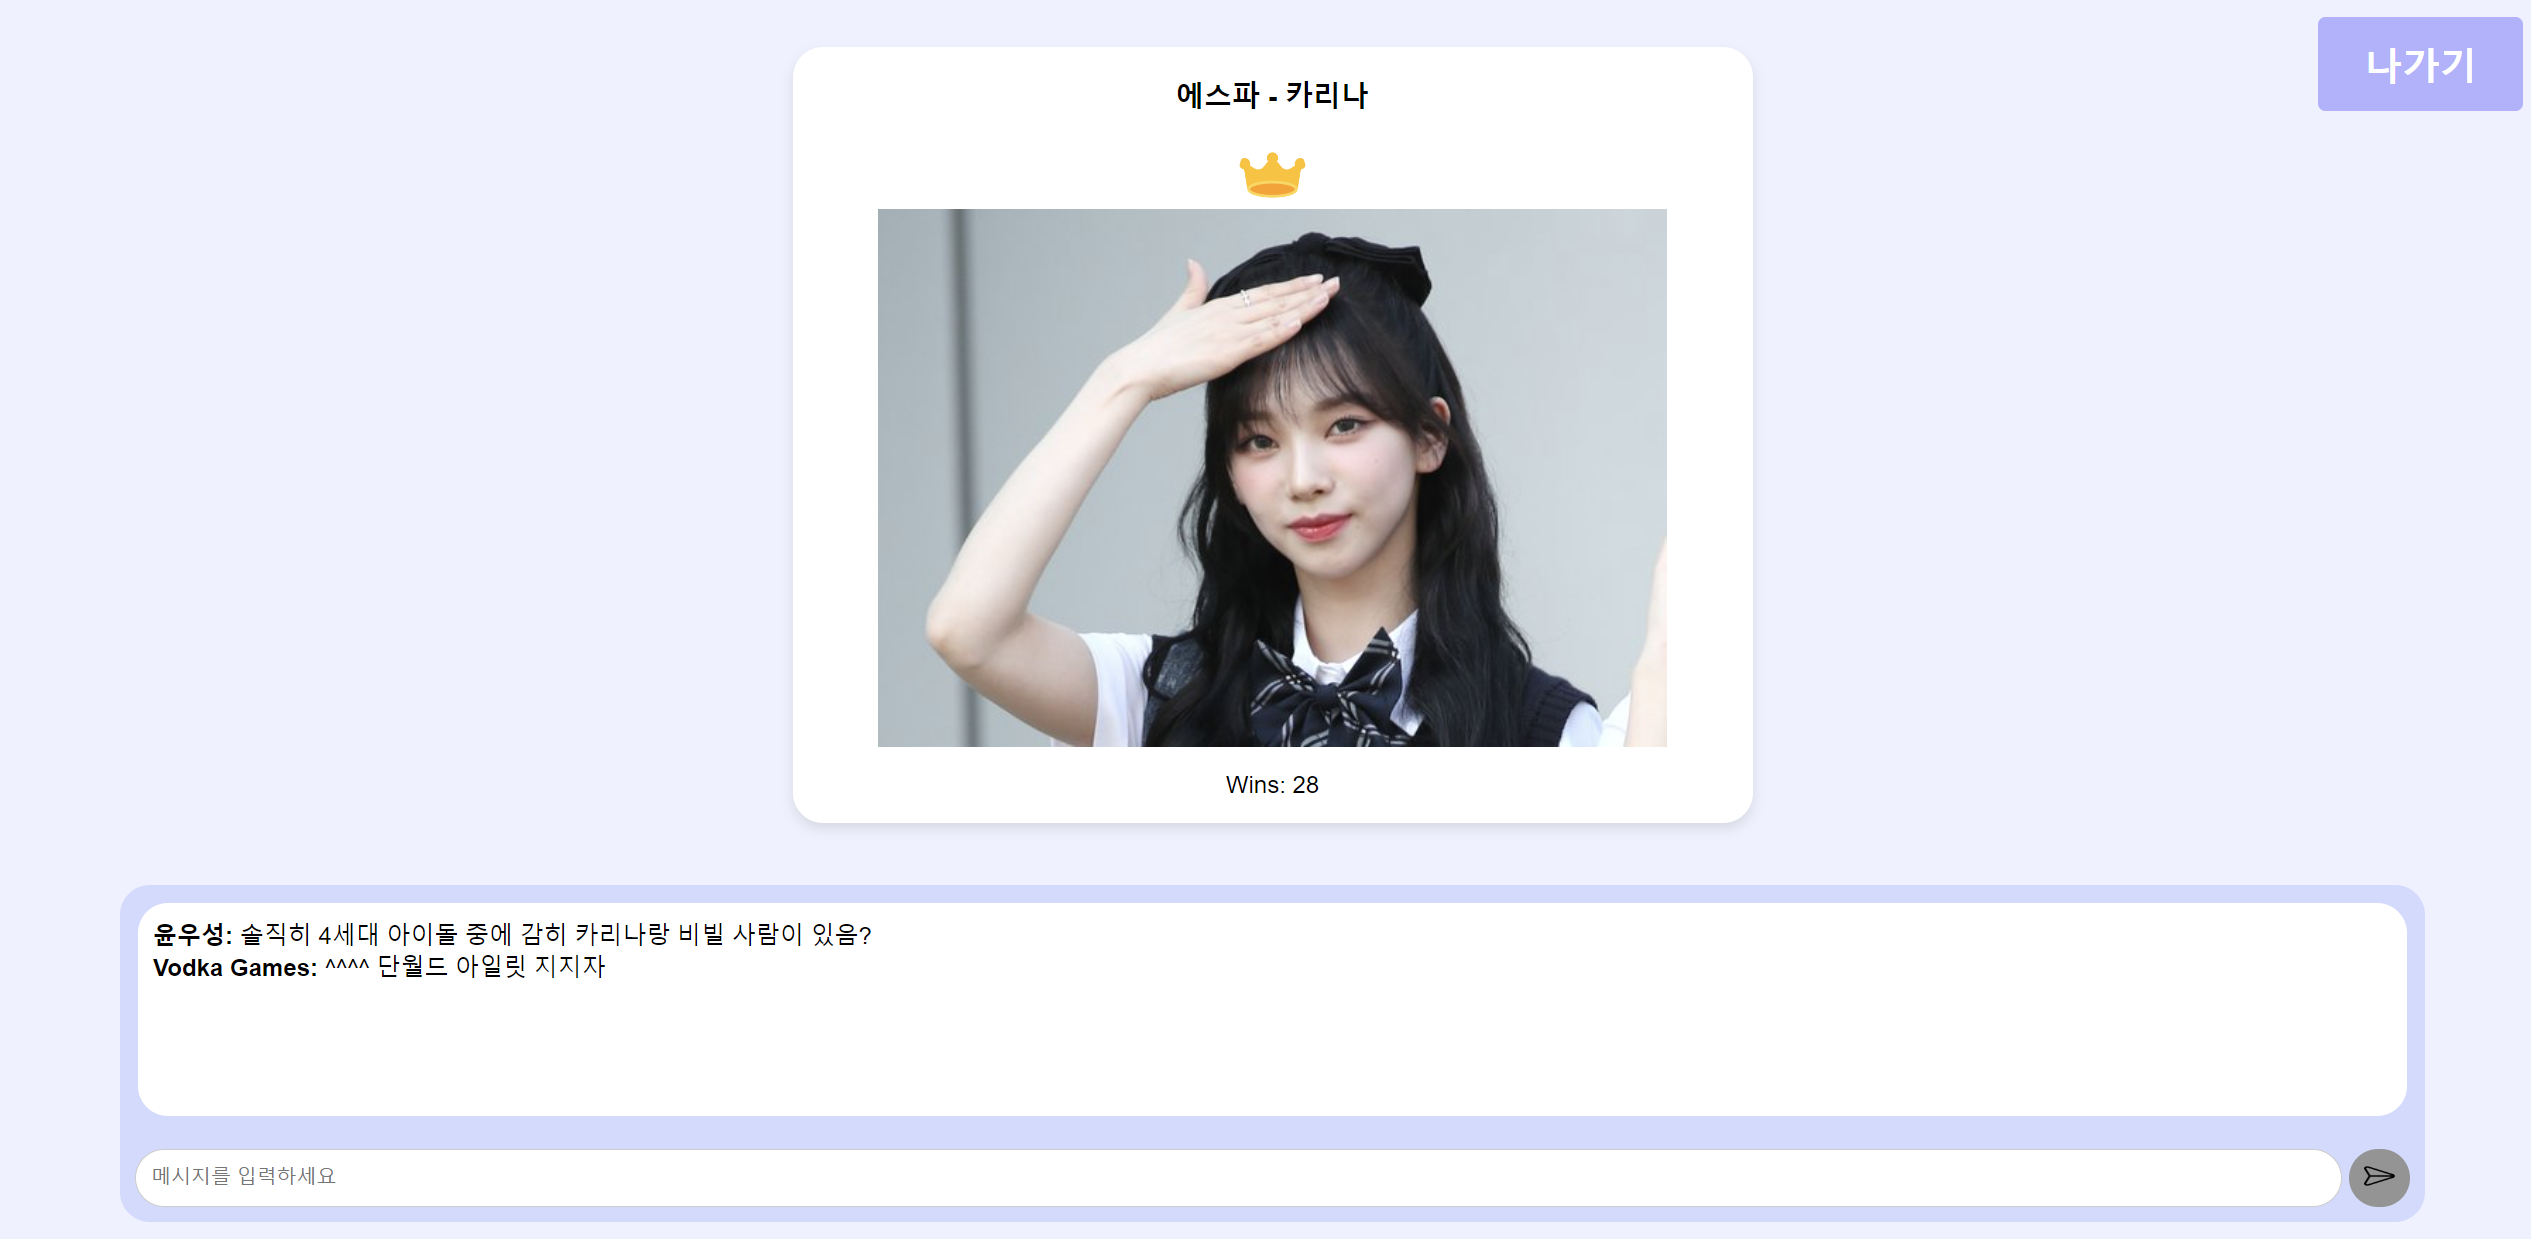 나가기
에스파 - 카리나
Wins: 28
윤우성: 솔직히 4세대 아이돌 중에 감히 카리나랑 비빌 사람이 있음?
Vodka Games: ^^^^ 단월드 아일릿 지지자
메시지를 입력하세요